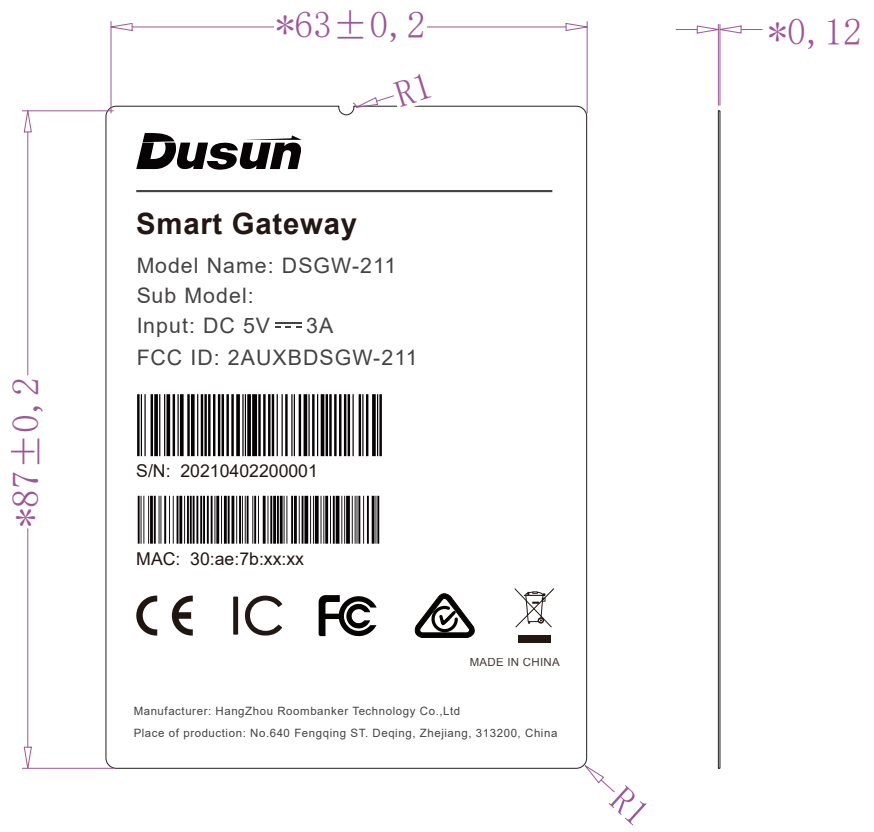 *63±0, 2
*0, 12
R1
Dusun
Smart Gateway
Model Name: DSGW-211
Sub Model:
Input: DC 5V⎓3A
FCC ID: 2AUXBDSGW-211
*87±0, 2
S/N: 20210402200001
MAC: 30:ae:7b:xx:xx
CE IC FC
MADE IN CHINA
Manufacturer: HangZhou Roombanker Technology Co.,Ltd
Place of production: No.640 Fengqing ST. Deqing, Zhejiang, 313200, China
R1